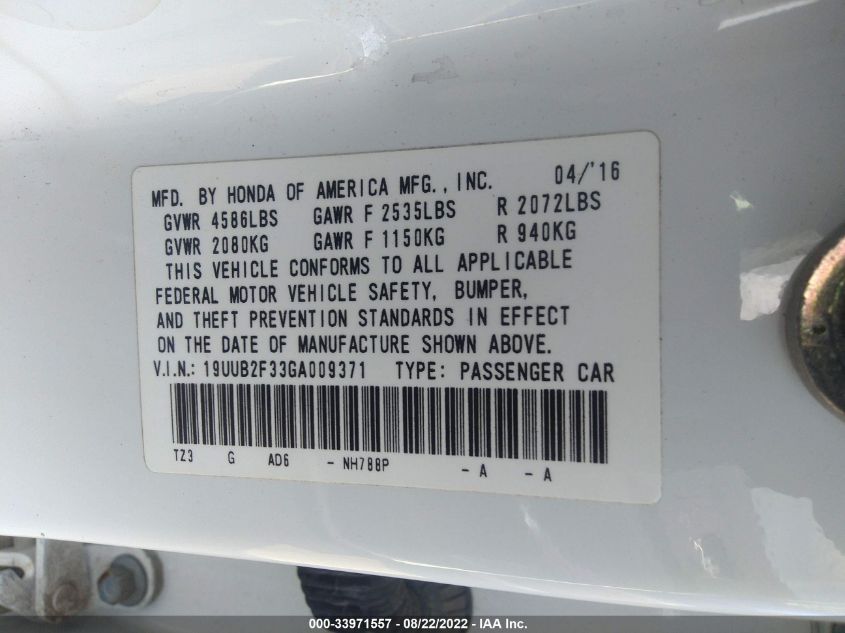 MFD. BY HONDA OF AMERICA MFG., INC. 04/'16
GVWR 4586LBS GAWR F 2535LBS R 2072LBS
GVWR 2080KG GAWR F 1150KG R 940KG
THIS VEHICLE CONFORMS TO ALL APPLICABLE
FEDERAL MOTOR VEHICLE SAFETY, BUMPER,
AND THEFT PREVENTION STANDARDS IN EFFECT
ON THE DATE OF MANUFACTURE SHOWN ABOVE.
V.I.N.: 19UUB2F33GA009371 TYPE: PASSENGER CAR
TZ3 G AD6 - NH788P - A - A
000-33971557 - 08/22/2022 - IAA Inc.